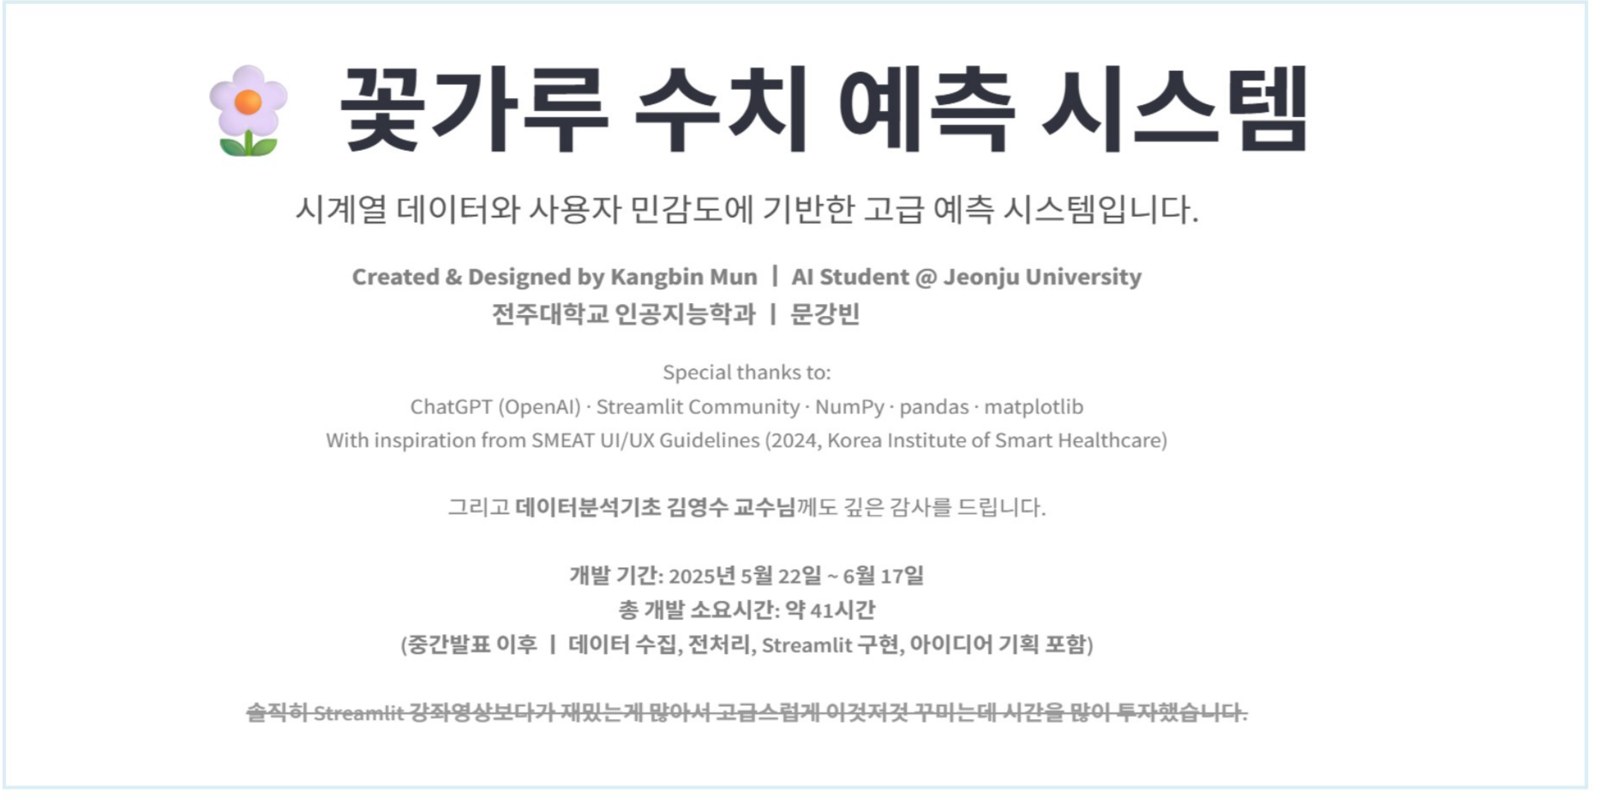 꽃가루 수치 예측 시스템
시계열 데이터와 사용자 민감도에 기반한 고급 예측 시스템입니다.
Created & Designed by Kangbin Mun | AI Student @ Jeonju University
전주대학교 인공지능학과 | 문강빈
Special thanks to:
ChatGPT (OpenAI) · Streamlit Community · NumPy · pandas · matplotlib
With inspiration from SMEAT UI/UX Guidelines (2024, Korea Institute of Smart Healthcare)
그리고 데이터분석기초 김영수 교수님께도 깊은 감사를 드립니다.
개발 기간: 2025년 5월 22일 ~ 6월 17일
총 개발 소요시간: 약 41시간
(중간발표 이후 | 데이터 수집, 전처리, Streamlit 구현, 아이디어 기획 포함)
솔직히 Streamlit 강좌영상보다가 재밌는게 많아서 고급스럽게 이것저것 꾸미는데 시간을 많이 투자했습니다.